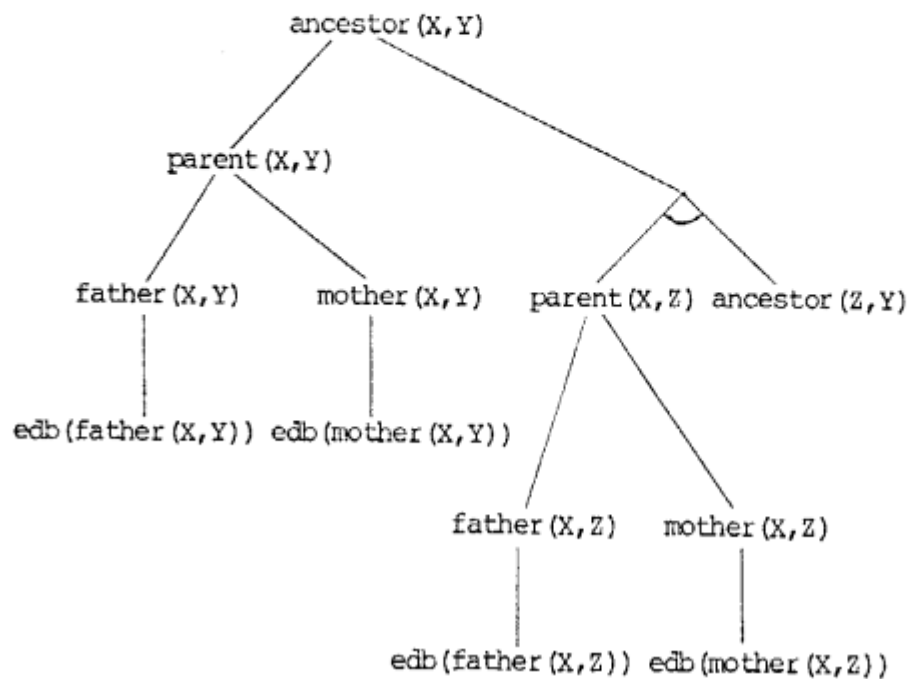 ancestor(X,Y)
parent(X,Y)
father(X,Y) mother(X,Y) parent(X,Z) ancestor(Z,Y)
edb(father(X,Y)) edb(mother(X,Y))
father(X,Z) mother(X,Z)
edb(father(X,Z)) edb(mother(X,Z))